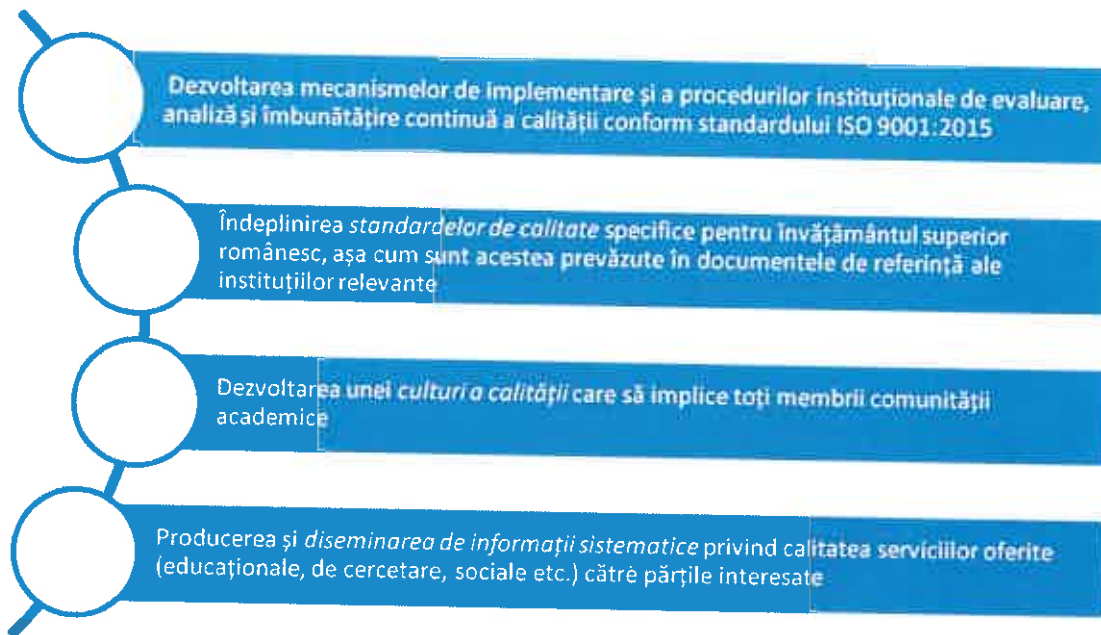 Dezvoltarea mecanismelor de implementare și a procedurilor instituționale de evaluare,
analiză și îmbunătățire continuă a calității conform standardului ISO 9001:2015
Îndeplinirea standardelor de calitate specifice pentru învățământul superior
românesc, așa cum sunt acestea prevăzute în documentele de referință ale
instituțiilor relevante
Dezvoltarea unei culturi a calității care să implice toți membrii comunității
academice
Producerea și diseminarea de informații sistematice privind calitatea serviciilor oferite
(educaționale, de cercetare, sociale etc.) către părțile interesate